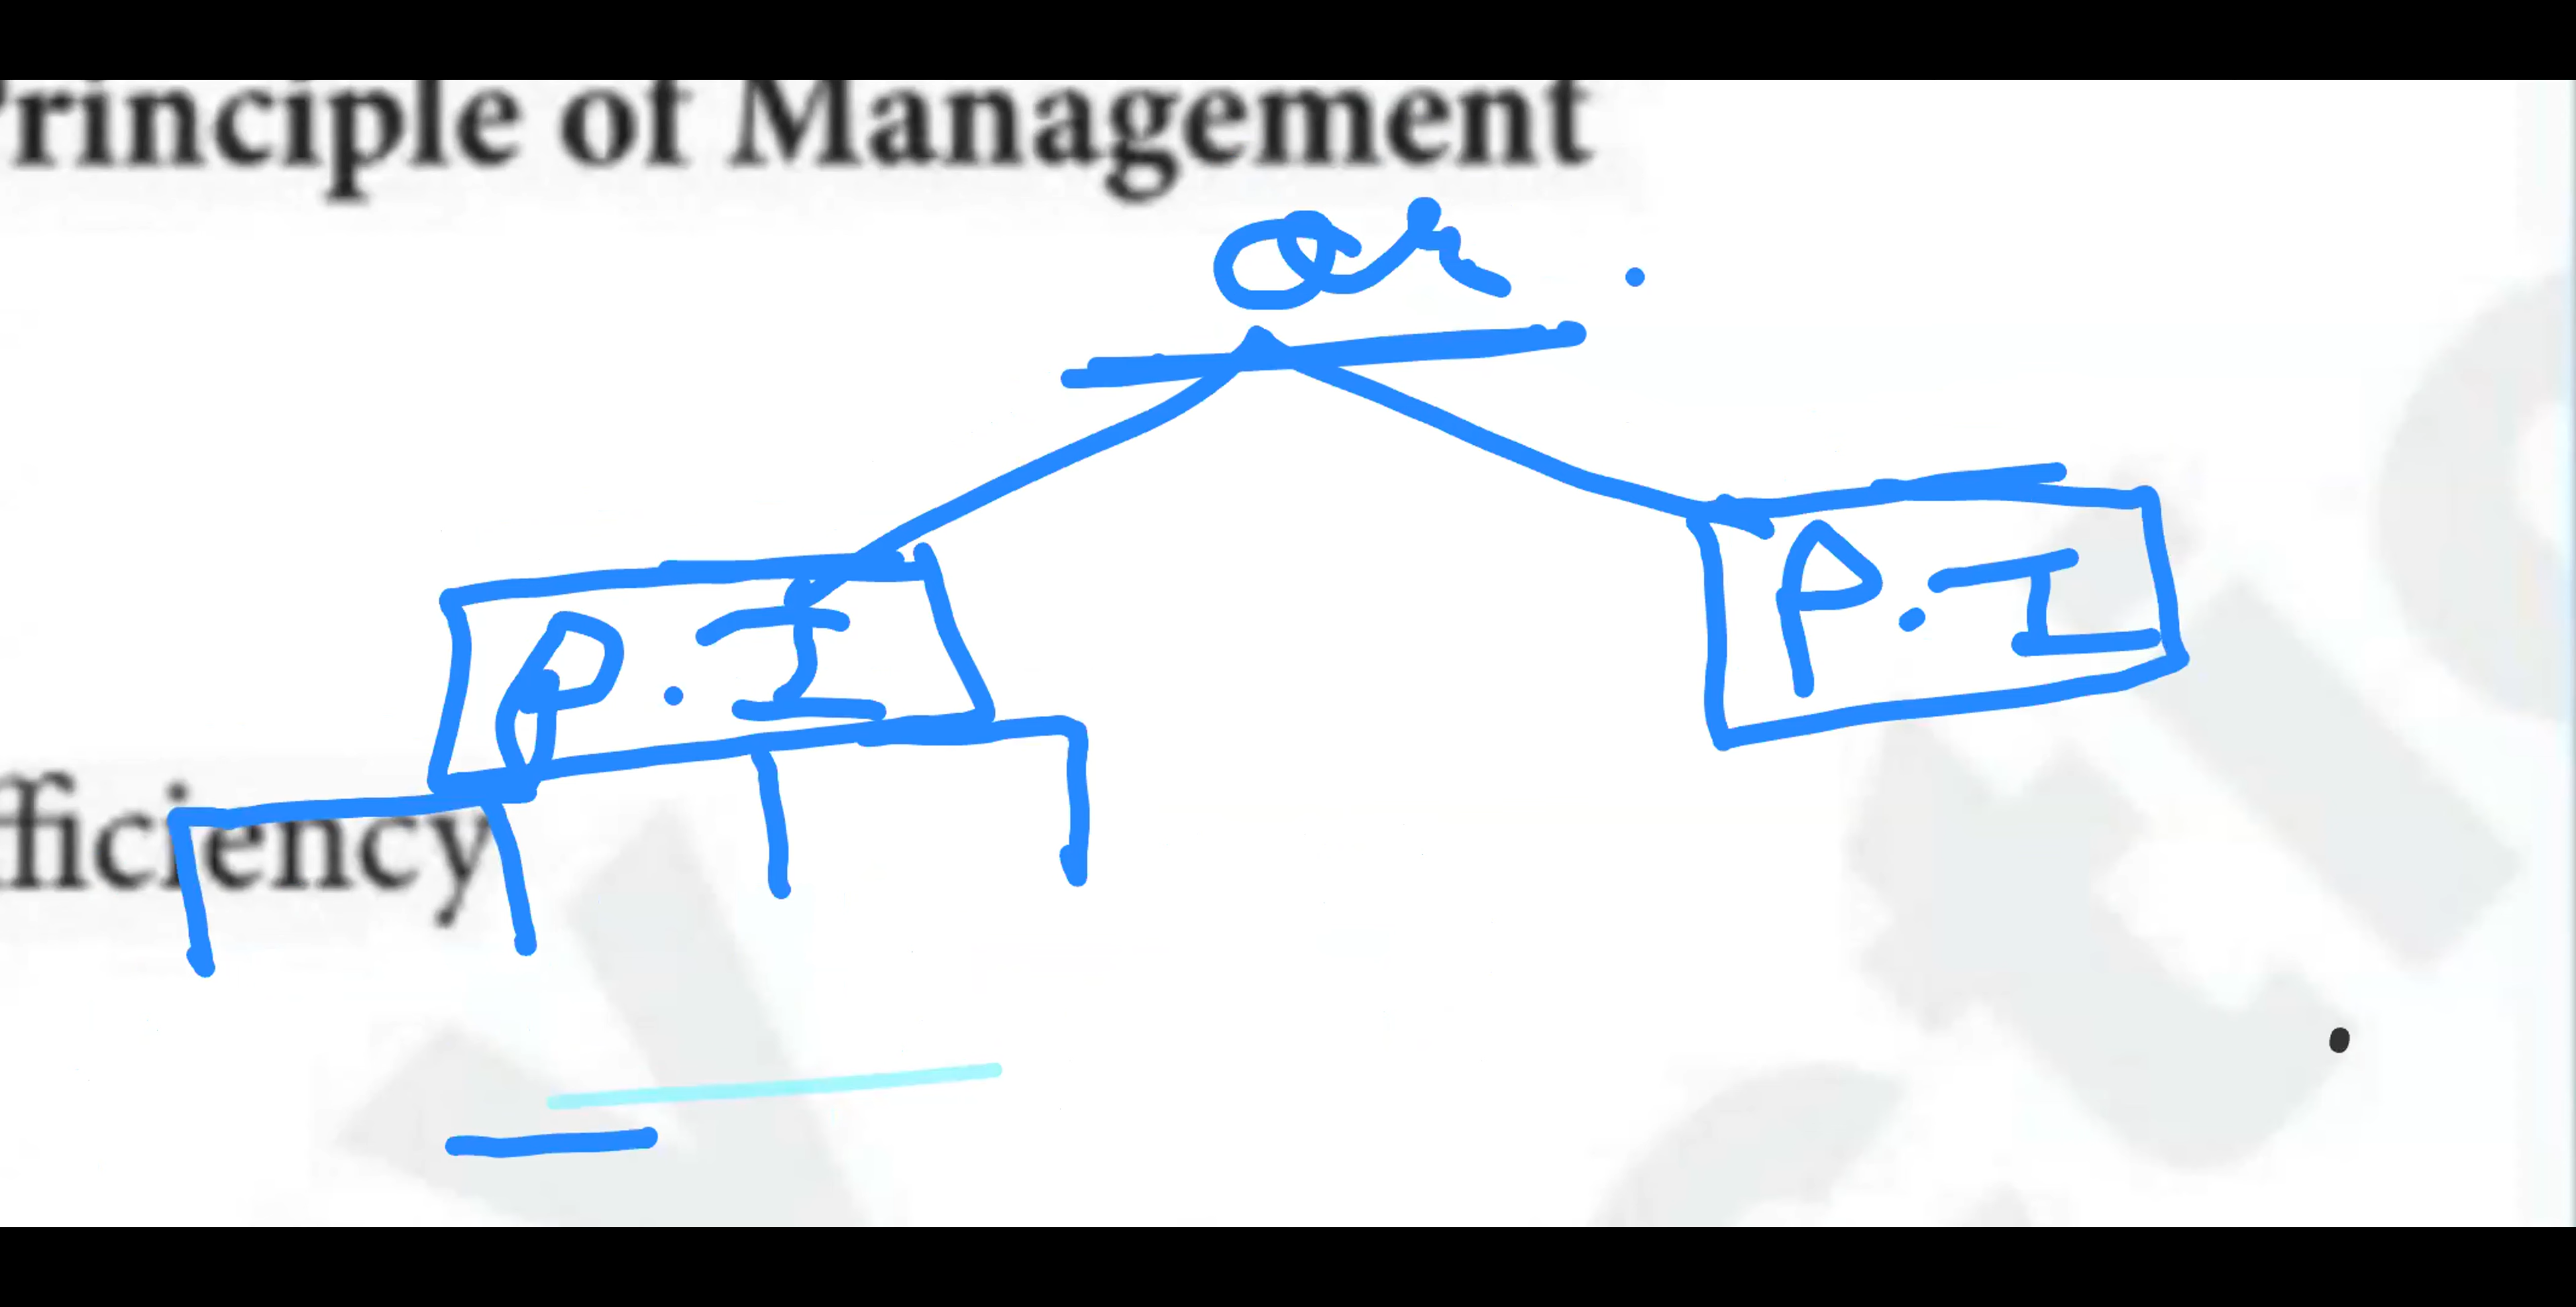 rinciple of Management
or
P.I
P.I
fficiency